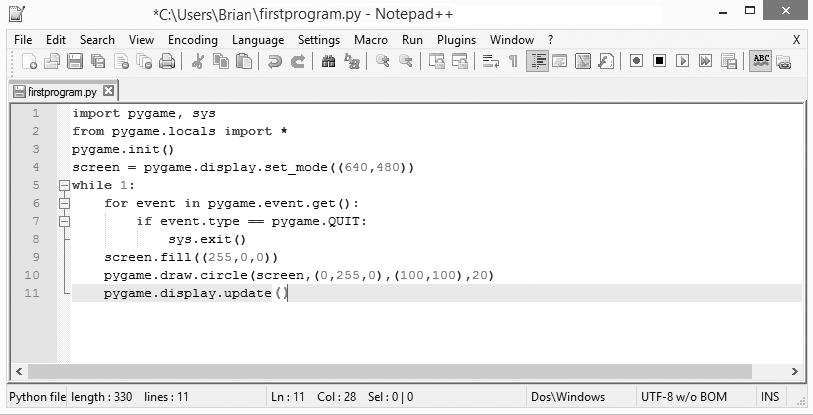 *C:\Users\Brian\firstprogram.py - Notepad++
File Edit Search View Encoding Language Settings Macro Run Plugins Window ? X
ABC
firstprogram.py
1 import pygame, sys
2 from pygame.locals import *
3 pygame.init()
4 screen = pygame.display.set_mode((640,480))
5 while 1:
6     for event in pygame.event.get():
7         if event.type == pygame.QUIT:
8             sys.exit()
9     screen.fill((255,0,0))
10     pygame.draw.circle(screen,(0,255,0),(100,100),20)
11     pygame.display.update()
Python file length : 330 lines : 11 Ln : 11 Col : 28 Sel : 0 | 0 Dos\Windows UTF-8 w/o BOM INS